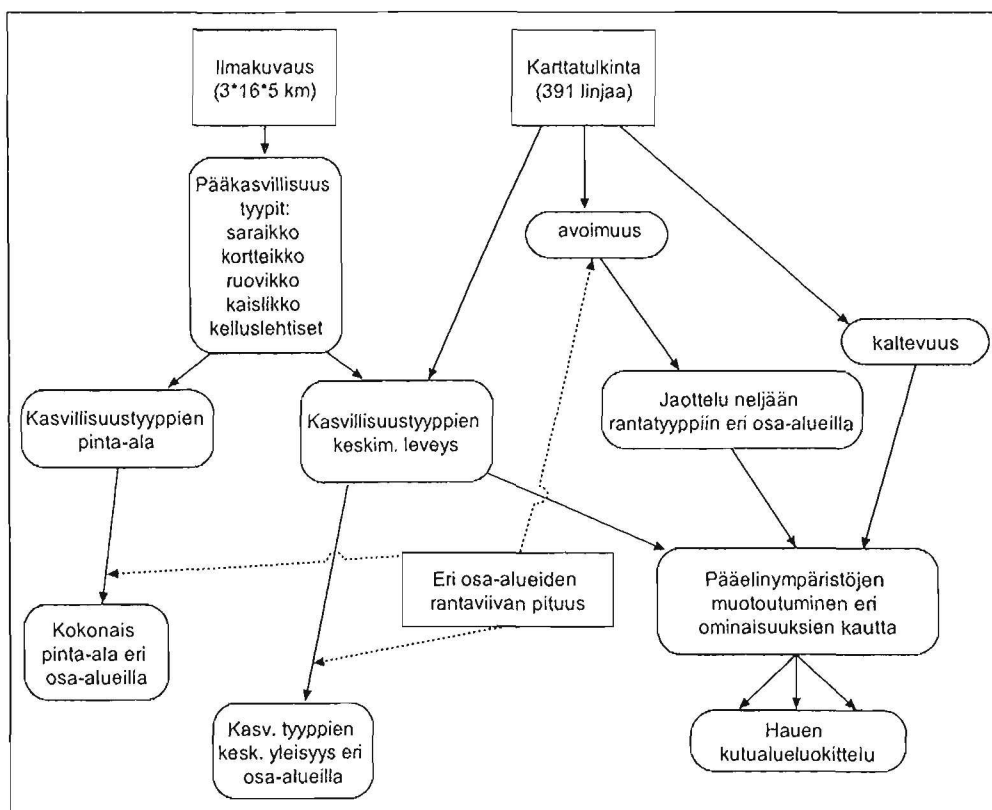 Ilmakuvaus
(3*16*5 km)
Karttatulkinta
(391 linjaa)
Pääkasvillisuus
tyypit:
saraikko
kortteikko
ruovikko
kaislikko
kelluslehtiset
avoimuus
kaltevuus
Kasvillisuustyyppien
pinta-ala
Kasvillisuustyyppien
keskim. leveys
Jaottelu neljään
rantatyyppiin eri osa-alueilla
Eri osa-alueiden
rantaviivan pituus
Pääelinympäristöjen
muotoutuminen eri
ominaisuuksien kautta
Kokonais
pinta-ala eri
osa-alueilla
Kasv. tyyppien
kesk. yleisyys eri
osa-alueilla
Hauen
kutualueluokittelu